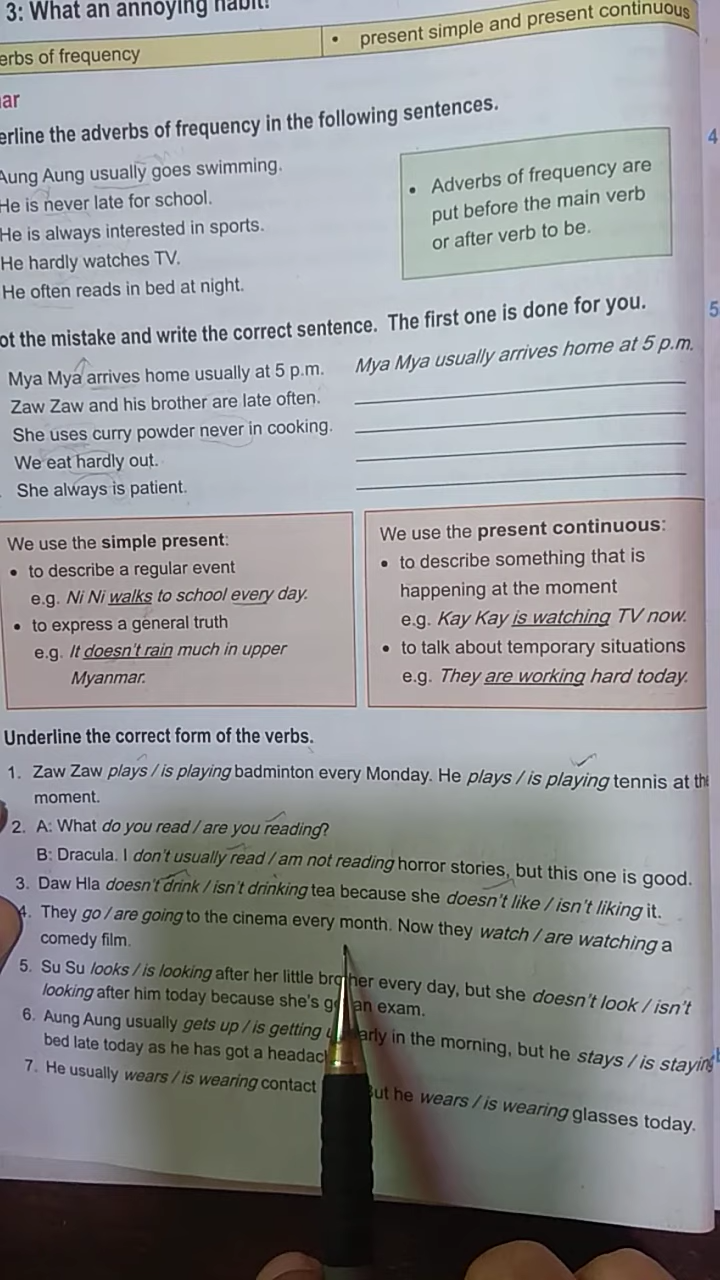 3: What an annoying habit!
erbs of frequency
• present simple and present continuous
ar
erline the adverbs of frequency in the following sentences.
4
Aung Aung usually goes swimming.
He is never late for school.
He is always interested in sports.
He hardly watches TV.
He often reads in bed at night.
• Adverbs of frequency are
put before the main verb
or after verb to be.
5
ot the mistake and write the correct sentence. The first one is done for you.
Mya Mya arrives home usually at 5 p.m. Mya Mya usually arrives home at 5 p.m.
Zaw Zaw and his brother are late often.
She uses curry powder never in cooking.
We eat hardly out.
She always is patient.
We use the simple present:
• to describe a regular event
e.g. Ni Ni walks to school every day.
• to express a general truth
e.g. It doesn't rain much in upper
Myanmar.
We use the present continuous:
• to describe something that is
happening at the moment
e.g. Kay Kay is watching TV now.
• to talk about temporary situations
e.g. They are working hard today.
Underline the correct form of the verbs.
1. Zaw Zaw plays / is playing badminton every Monday. He plays / is playing tennis at the
moment.
2. A: What do you read / are you reading?
B: Dracula. I don't usually read / am not reading horror stories, but this one is good.
3. Daw Hla doesn't drink / isn't drinking tea because she doesn't like / isn't liking it.
4. They go / are going to the cinema every month. Now they watch / are watching a
comedy film.
5. Su Su looks / is looking after her little brother every day, but she doesn't look / isn't
looking after him today because she's an exam.
6. Aung Aung usually gets up / is getting early in the morning, but he stays / is staying
bed late today as he has got a headac
7. He usually wears / is wearing contact but he wears / is wearing glasses today.